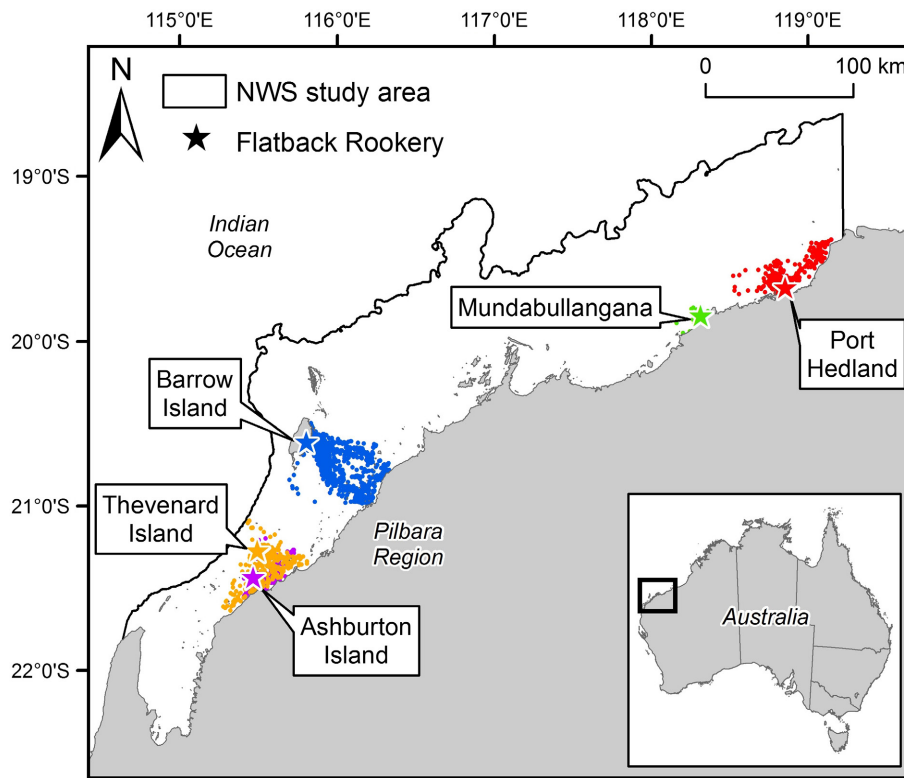 115°0'E
116°0'E
117°0'E
118°0'E
119°0'E
N
NWS study area
Flatback Rookery
0
100 km
19°0'S
20°0'S
21°0'S
22°0'S
Indian
Ocean
Mundabullangana
Port
Hedland
Barrow
Island
Thevenard
Island
Pilbara
Region
Ashburton
Island
Australia